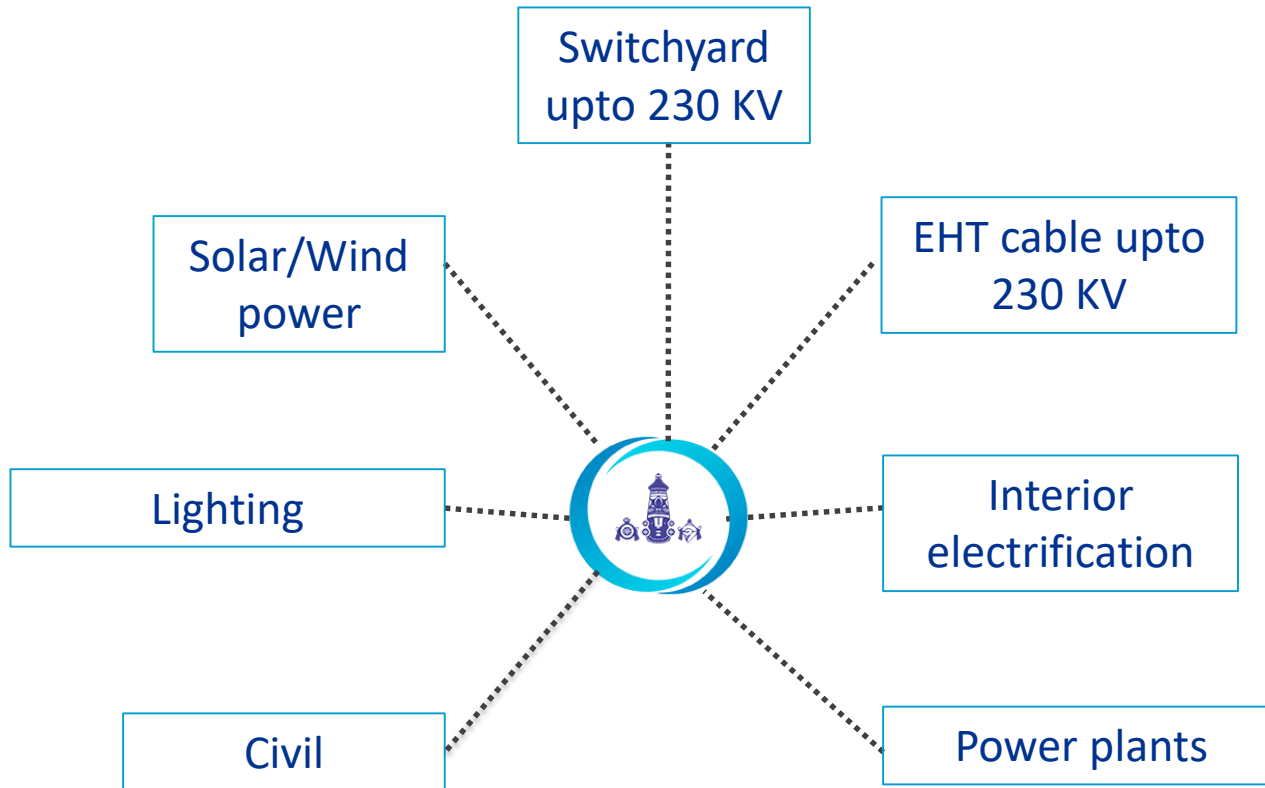 Switchyard
upto 230 KV
Solar/Wind
power
EHT cable upto
230 KV
Lighting
Interior
electrification
Civil
Power plants